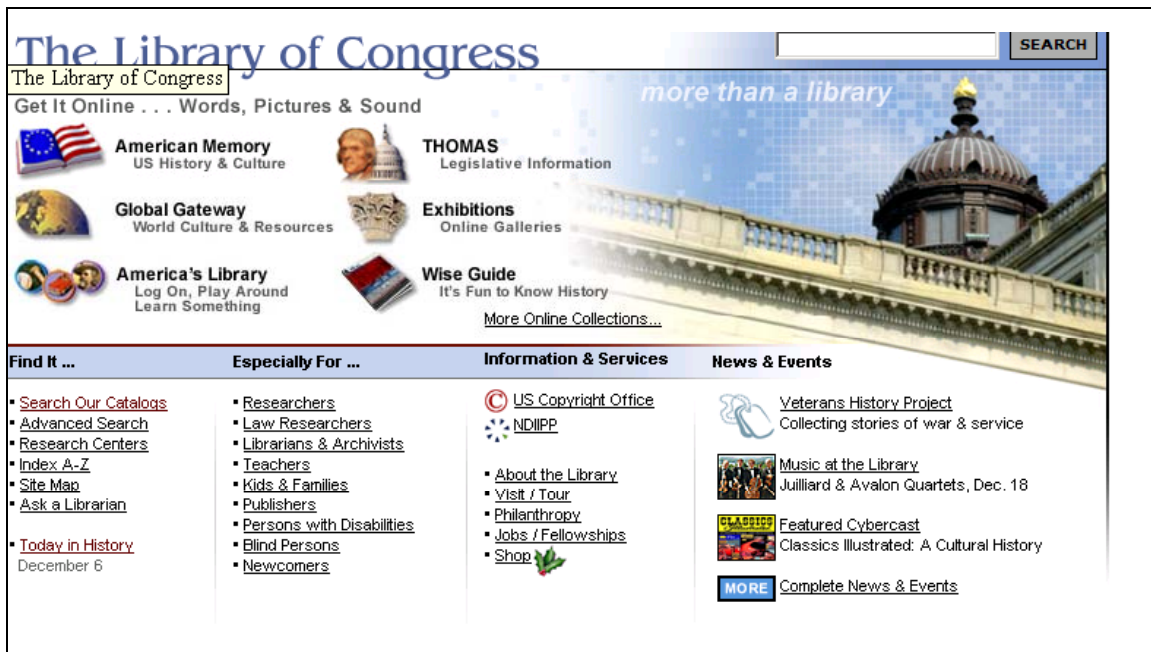 The Library of Congress
SEARCH
The Library of Congress
more than a library
Get It Online . . . Words, Pictures & Sound
American Memory
US History & Culture
THOMAS
Legislative Information
Global Gateway
World Culture & Resources
Exhibitions
Online Galleries
America's Library
Log On, Play Around
Learn Something
Wise Guide
It's Fun to Know History
More Online Collections...
Find It ...
Search Our Catalogs
Advanced Search
Research Centers
Index A-Z
Site Map
Ask a Librarian
Today in History
December 6
Especially For ...
Researchers
Law Researchers
Librarians & Archivists
Teachers
Kids & Families
Publishers
Persons with Disabilities
Blind Persons
Newcomers
Information & Services
© US Copyright Office
NDIIPP
About the Library
Visit / Tour
Philanthropy
Jobs / Fellowships
Shop
News & Events
Veterans History Project
Collecting stories of war & service
Music at the Library
Juilliard & Avalon Quartets, Dec. 18
CLASSICS
Featured Cybercast
Classics Illustrated: A Cultural History
MORE
Complete News & Events